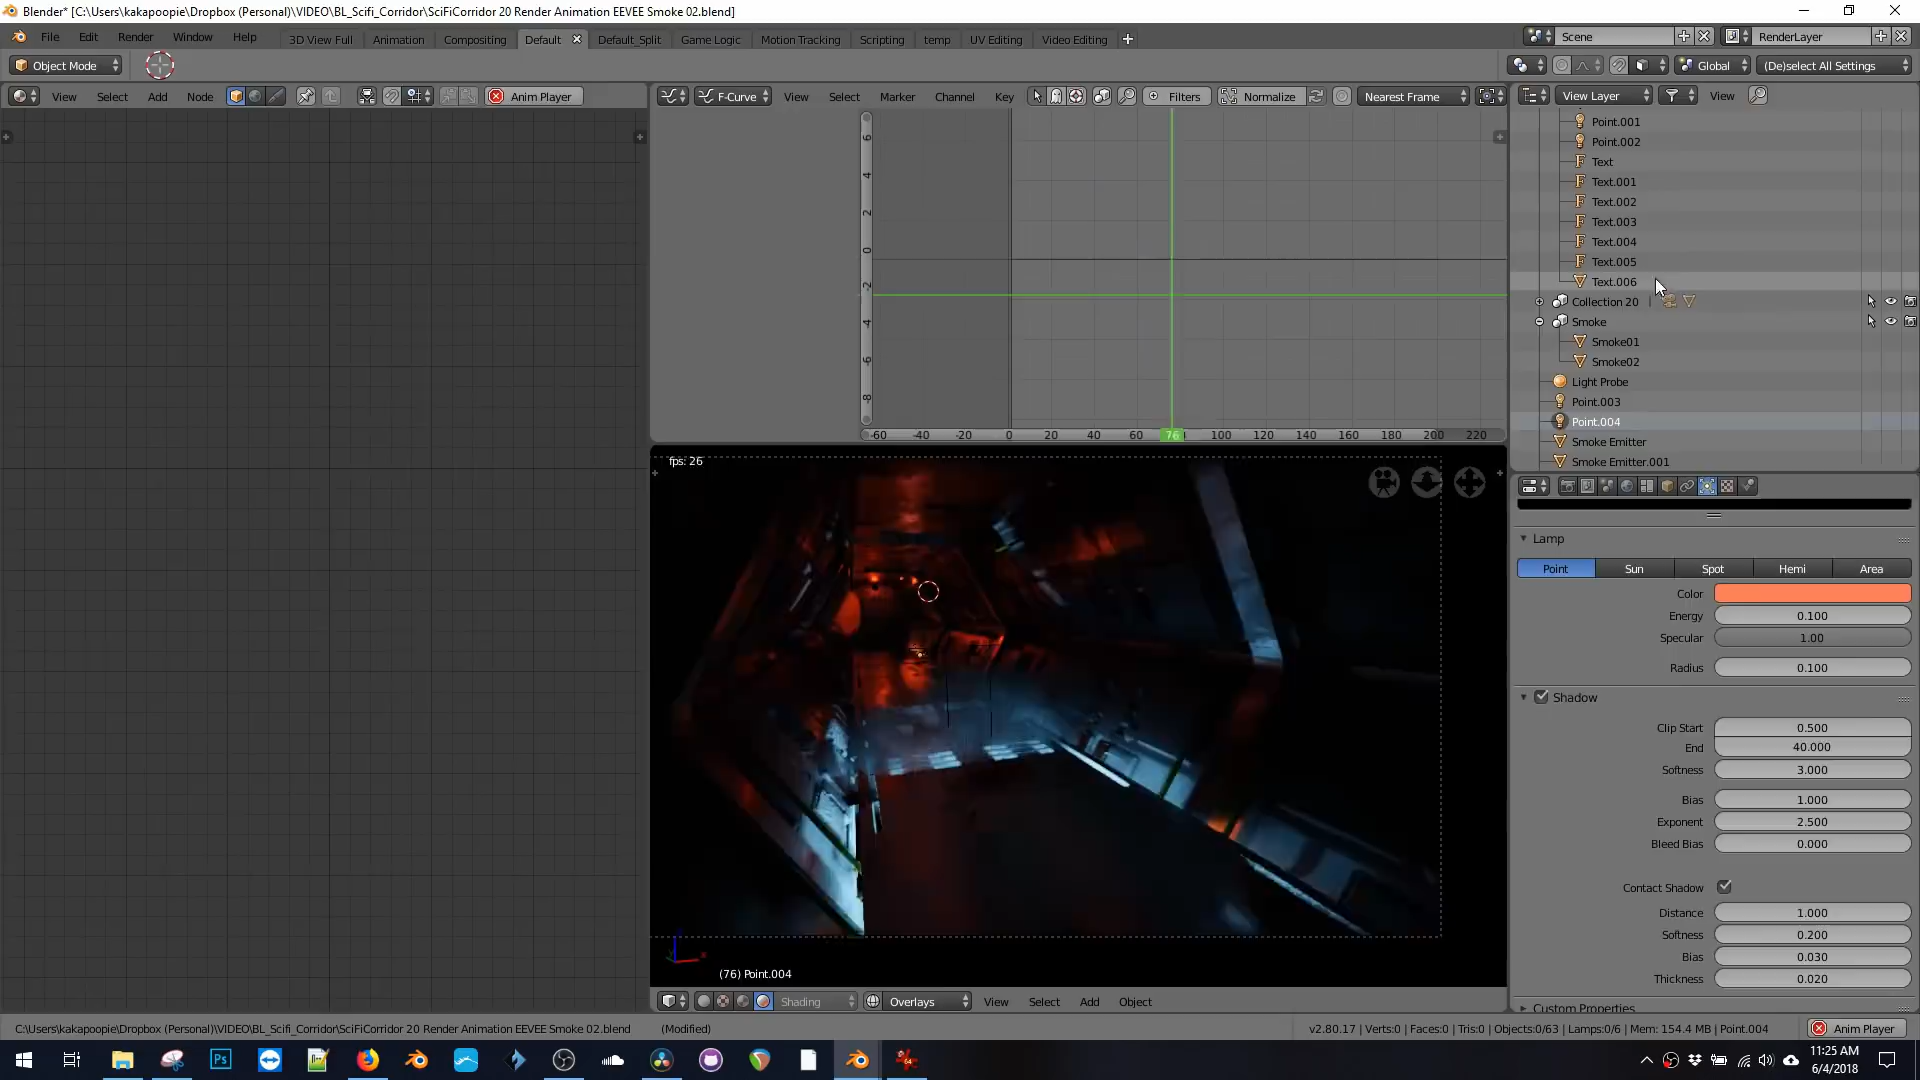 Blender* [C:\Users\kakapoopie\Dropbox (Personal)\VIDEO\BL_Scifi_Corridor\SciFiCorridor 20 Render Animation EEVEE Smoke 02.blend]
File Edit Render Window Help 3D View Full Animation Compositing Default Default_Split Game Logic Motion Tracking Scripting temp UV Editing Video Editing Scene RenderLayer
Object Mode Global (De)select All Settings
View Select Add Node Anim Player F-Curve View Select Marker Channel Key Filters Normalize Nearest Frame View Layer View
Point.001
Point.002
Text
Text.001
Text.002
Text.003
Text.004
Text.005
Text.006
Collection 20
Smoke
Smoke01
Smoke02
Light Probe
Point.003
Point.004
Smoke Emitter
Smoke Emitter.001
6
4
2
0
-2
-4
-6
-8
-60 -40 -20 0 20 40 60 76 100 120 140 160 180 200 220
fps: 26
(76) Point.004
Shading Overlays View Select Add Object
Lamp
Point Sun Spot Hemi Area
Color
Energy 0.100
Specular 1.00
Radius 0.100
Shadow
Clip Start 0.500
End 40.000
Softness 3.000
Bias 1.000
Exponent 2.500
Bleed Bias 0.000
Contact Shadow
Distance 1.000
Softness 0.200
Bias 0.030
Thickness 0.020
Custom Properties
C:\Users\kakapoopie\Dropbox (Personal)\VIDEO\BL_Scifi_Corridor\SciFiCorridor 20 Render Animation EEVEE Smoke 02.blend (Modified) v2.80.17 | Verts:0 | Faces:0 | Tris:0 | Objects:0/63 | Lamps:0/6 | Mem: 154.4 MB | Point.004 Anim Player
Ps
11:25 AM
6/4/2018